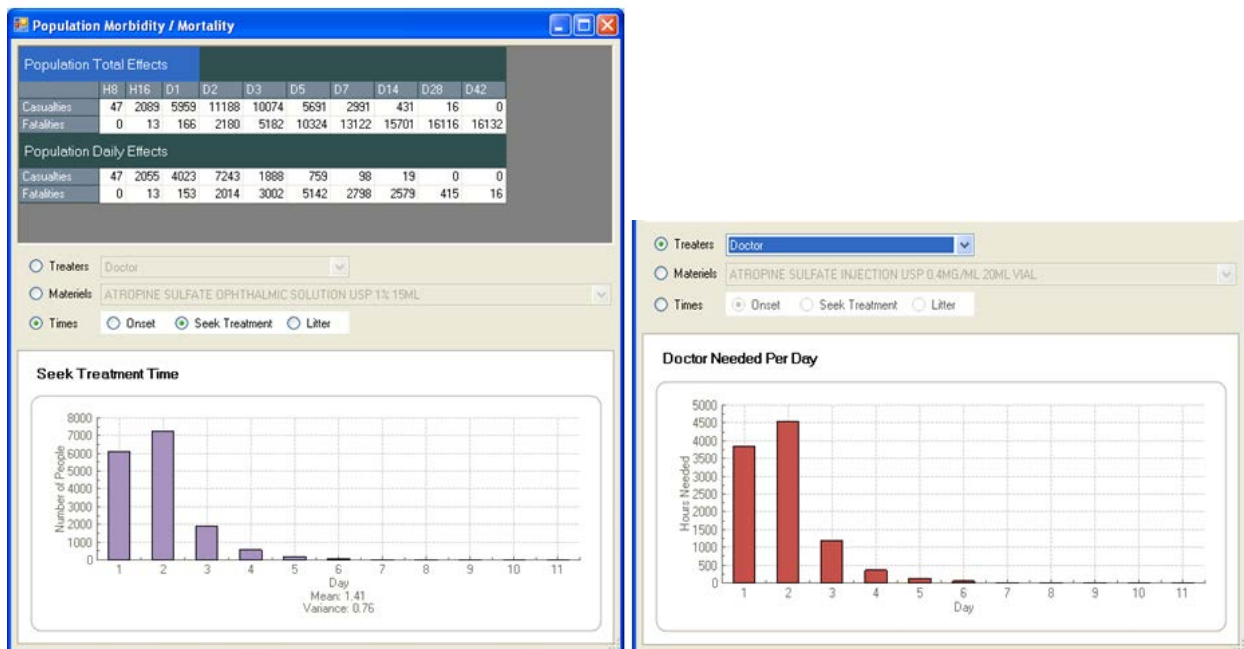 Population Morbidity / Mortality
Population Total Effects
H8 H16 D1 D2 D3 D5 D7 D14 D28 D42
Casualties 47 2089 5959 11188 10074 5691 2991 431 16 0
Fatalities 0 13 166 2180 5182 10324 13122 15701 16116 16132
Population Daily Effects
Casualties 47 2055 4023 7243 1888 759 98 19 0 0
Fatalities 0 13 153 2014 3002 5142 2798 2579 415 16
Treaters Doctor
Materiels ATROPINE SULFATE OPHTHALMIC SOLUTION USP 1% 15ML
Times Onset Seek Treatment Litter
Seek Treatment Time
8000
7000
6000
5000
4000
3000
2000
1000
0
Number of People
1 2 3 4 5 6 7 8 9 10 11
Day
Mean: 1.41
Variance: 0.76
Treaters Doctor
Materiels ATROPINE SULFATE INJECTION USP 0.4MG/ML 20ML VIAL
Times Onset Seek Treatment Litter
Doctor Needed Per Day
5000
4500
4000
3500
3000
2500
2000
1500
1000
500
0
Hours Needed
1 2 3 4 5 6 7 8 9 10 11
Day